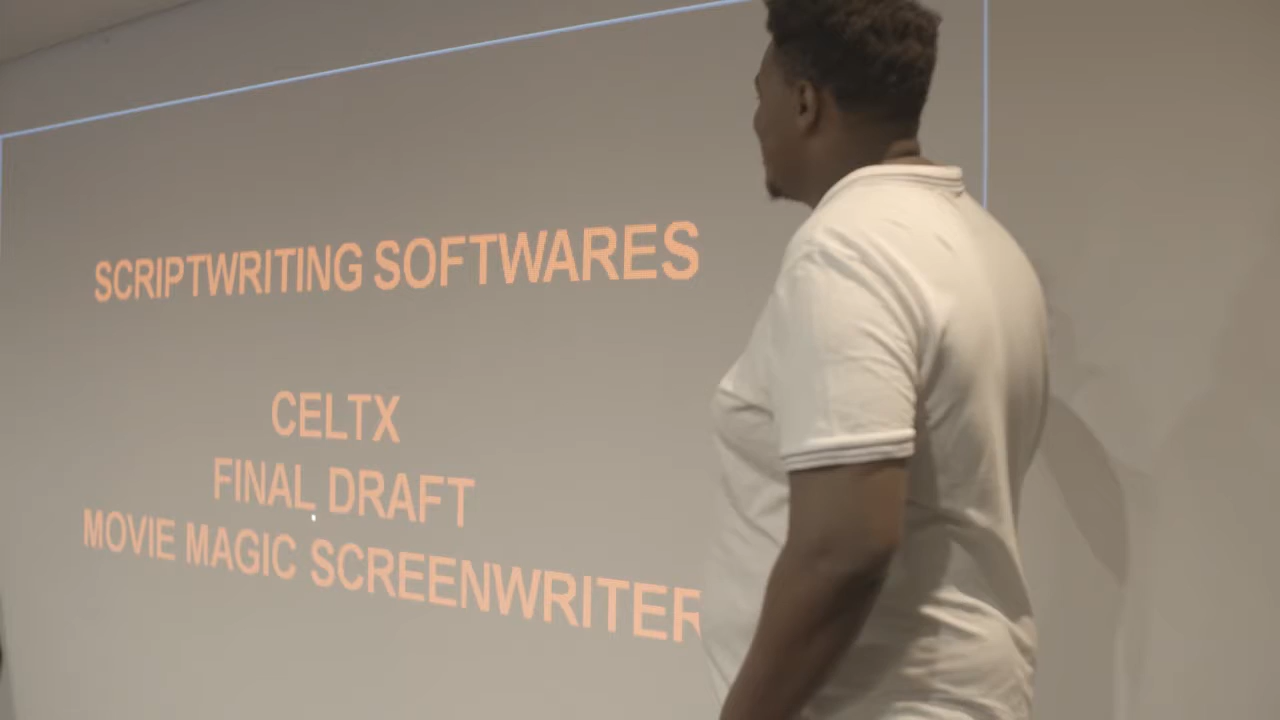 SCRIPTWRITING SOFTWARES
CELTX
FINAL DRAFT
MOVIE MAGIC SCREENWRITER